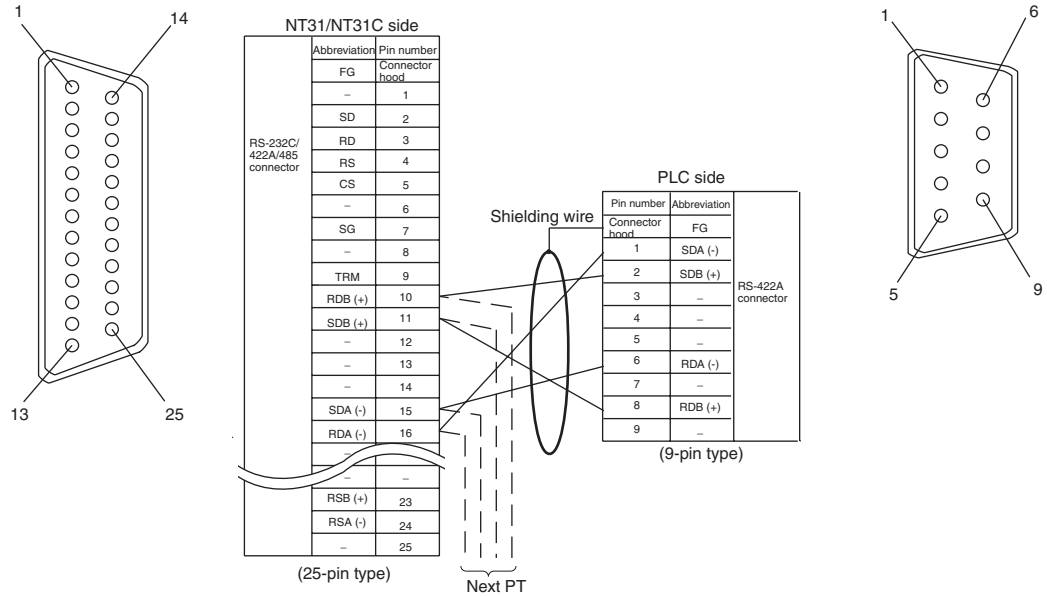 1
14
13
25
NT31/NT31C side
RS-232C/
422A/485
connector
Abbreviation Pin number
FG Connector
hood
– 1
SD 2
RD 3
RS 4
CS 5
– 6
SG 7
– 8
TRM 9
RDB (+) 10
SDB (+) 11
– 12
– 13
– 14
SDA (-) 15
RDA (-) 16
–
– –
RSB (+) 23
RSA (-) 24
– 25
(25-pin type)
Next PT
Shielding wire
PLC side
Pin number Abbreviation
Connector
hood FG
1 SDA (-)
2 SDB (+)
3 –
4 –
5 –
6 RDA (-)
7 –
8 RDB (+)
9 –
RS-422A
connector
(9-pin type)
1
6
5
9